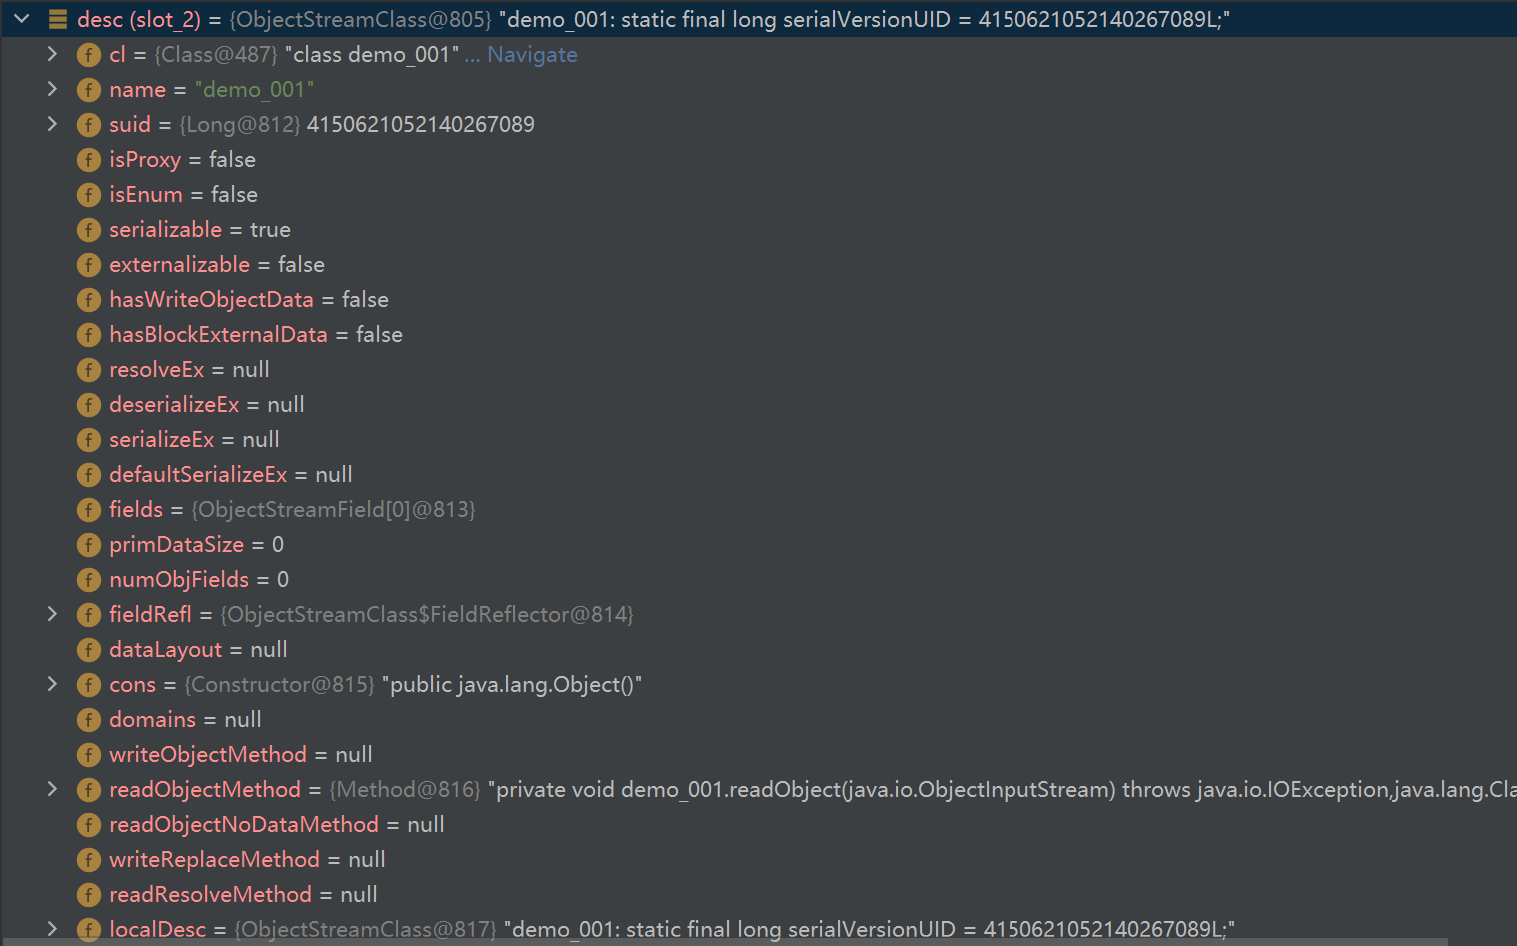 desc (slot_2) = {ObjectStreamClass@805} "demo_001: static final long serialVersionUID = 4150621052140267089L;"
f cl = {Class@487} "class demo_001" ... Navigate
f name = "demo_001"
f suid = {Long@812} 4150621052140267089
f isProxy = false
f isEnum = false
f serializable = true
f externalizable = false
f hasWriteObjectData = false
f hasBlockExternalData = false
f resolveEx = null
f deserializeEx = null
f serializeEx = null
f defaultSerializeEx = null
f fields = {ObjectStreamField[0]@813}
f primDataSize = 0
f numObjFields = 0
f fieldRefl = {ObjectStreamClass$FieldReflector@814}
f dataLayout = null
f cons = {Constructor@815} "public java.lang.Object()"
f domains = null
f writeObjectMethod = null
f readObjectMethod = {Method@816} "private void demo_001.readObject(java.io.ObjectInputStream) throws java.io.IOException,java.lang.Cla
f readObjectNoDataMethod = null
f writeReplaceMethod = null
f readResolveMethod = null
f localDesc = {ObjectStreamClass@817} "demo_001: static final long serialVersionUID = 4150621052140267089L;"